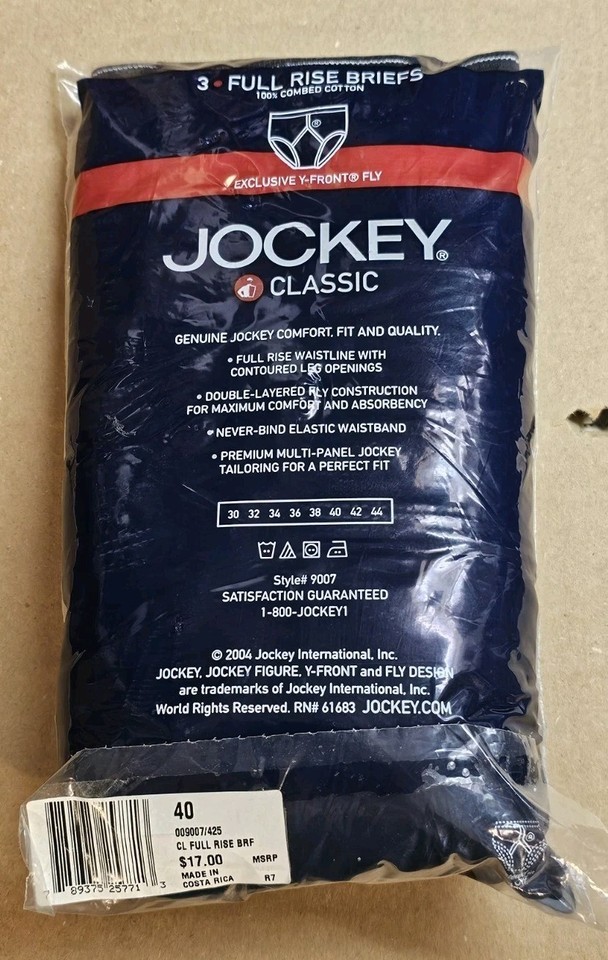 3 • FULL RISE BRIEFS
100% COMBED COTTON
®
EXCLUSIVE Y-FRONT® FLY
JOCKEY®
CLASSIC
GENUINE JOCKEY COMFORT, FIT AND QUALITY.
• FULL RISE WAISTLINE WITH
CONTOURED LEG OPENINGS
• DOUBLE-LAYERED FLY CONSTRUCTION
FOR MAXIMUM COMFORT AND ABSORBENCY
• NEVER-BIND ELASTIC WAISTBAND
• PREMIUM MULTI-PANEL JOCKEY
TAILORING FOR A PERFECT FIT
30 32 34 36 38 40 42 44
Style# 9007
SATISFACTION GUARANTEED
1-800-JOCKEY1
© 2004 Jockey International, Inc.
JOCKEY, JOCKEY FIGURE, Y-FRONT and FLY DESIGN
are trademarks of Jockey International, Inc.
World Rights Reserved. RN# 61683 JOCKEY.COM
40
009007/425
CL FULL RISE BRF
$17.00 MSRP
MADE IN
COSTA RICA R7
7 89375 25771 3